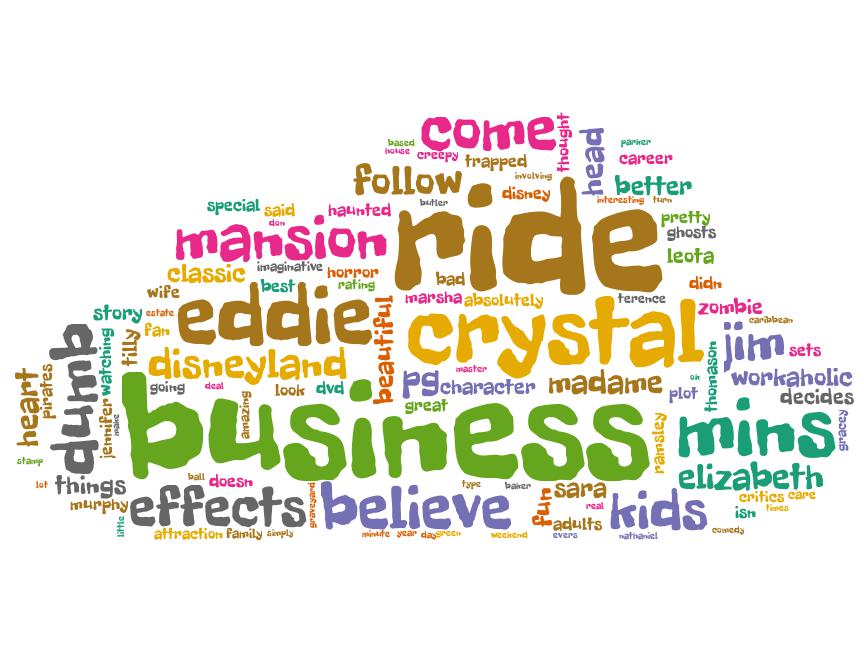 come
thought
head
parker
based
house
creepy
trapped
career
follow
involving
disney
better
interesting
turn
butler
special
said
don
haunted
ride
pretty
ghosts
mansion
leota
classic
imaginative
horror
rating
best
bad
didn
wife
marsha
absolutely
terence
zombie
story
estate
eddie
beautiful
crystal
caribbean
fan
tilly
watching
dumb
jim
sets
disneyland
master
thomason
heart
pirates
going
deal
look
dvd
pg
character
madame
ok
plot
workaholic
decides
jennifer
make
amazing
business
great
ramsley
mins
gracey
stamp
lot
things
ball
doesn
type
baker
fun
sara
elizabeth
murphy
effects
graveyard
believe
real
kids
critics
care
little
adults
isn
times
attraction
family
simply
minute
year
day
green
weekend
evers
nathaniel
comedy